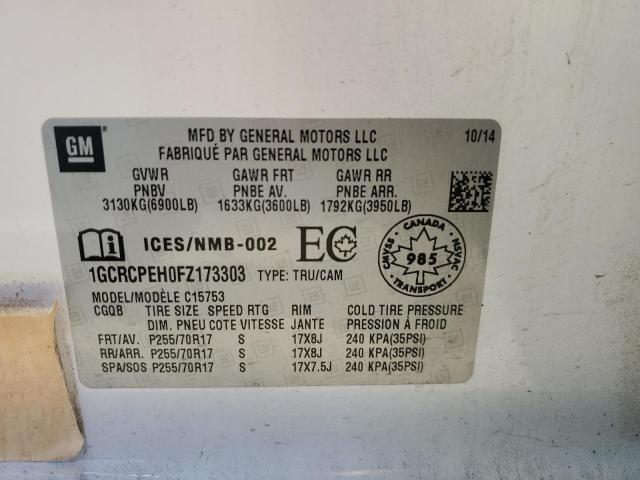 GM
MFD BY GENERAL MOTORS LLC 10/14
FABRIQUÉ PAR GENERAL MOTORS LLC
GVWR GAWR FRT GAWR RR
PNBV PNBE AV. PNBE ARR.
3130KG(6900LB) 1633KG(3600LB) 1792KG(3950LB)
ICES/NMB-002 EC
CANADA
CMVSS NSVAC
985
TRANSPORT
1GCRCPEH0FZ173303 TYPE: TRU/CAM
MODEL/MODÈLE C15753
CGQB TIRE SIZE SPEED RTG RIM COLD TIRE PRESSURE
DIM. PNEU COTE VITESSE JANTE PRESSION À FROID
FRT/AV. P255/70R17 S 17X8J 240 KPA(35PSI)
RR/ARR. P255/70R17 S 17X8J 240 KPA(35PSI)
SPA/SOS P255/70R17 S 17X7.5J 240 KPA(35PSI)